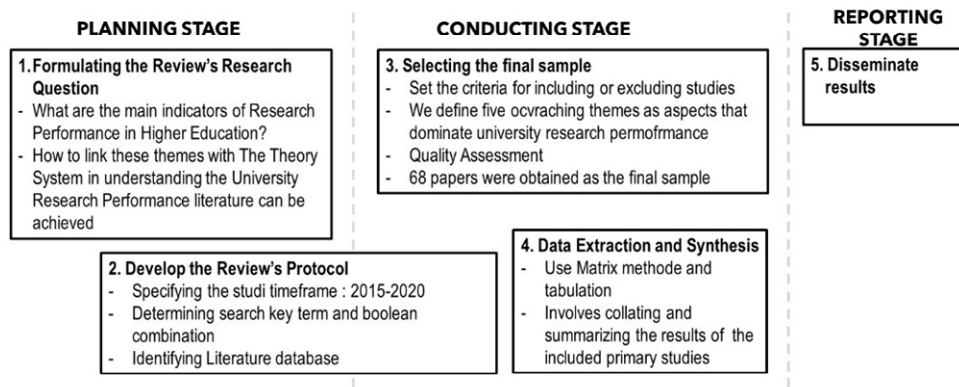 PLANNING STAGE
CONDUCTING STAGE
REPORTING
STAGE
1. Formulating the Review's Research
Question
- What are the main indicators of Research
Performance in Higher Education?
- How to link these themes with The Theory
System in understanding the University
Research Performance literature can be
achieved
2. Develop the Review's Protocol
- Specifying the studi timeframe : 2015-2020
- Determining search key term and boolean
combination
- Identifying Literature database
3. Selecting the final sample
- Set the criteria for including or excluding studies
- We define five ocvraching themes as aspects that
dominate university research permofrmance
- Quality Assessment
- 68 papers were obtained as the final sample
4. Data Extraction and Synthesis
- Use Matrix methode and
tabulation
- Involves collating and
summarizing the results of the
included primary studies
5. Disseminate
results